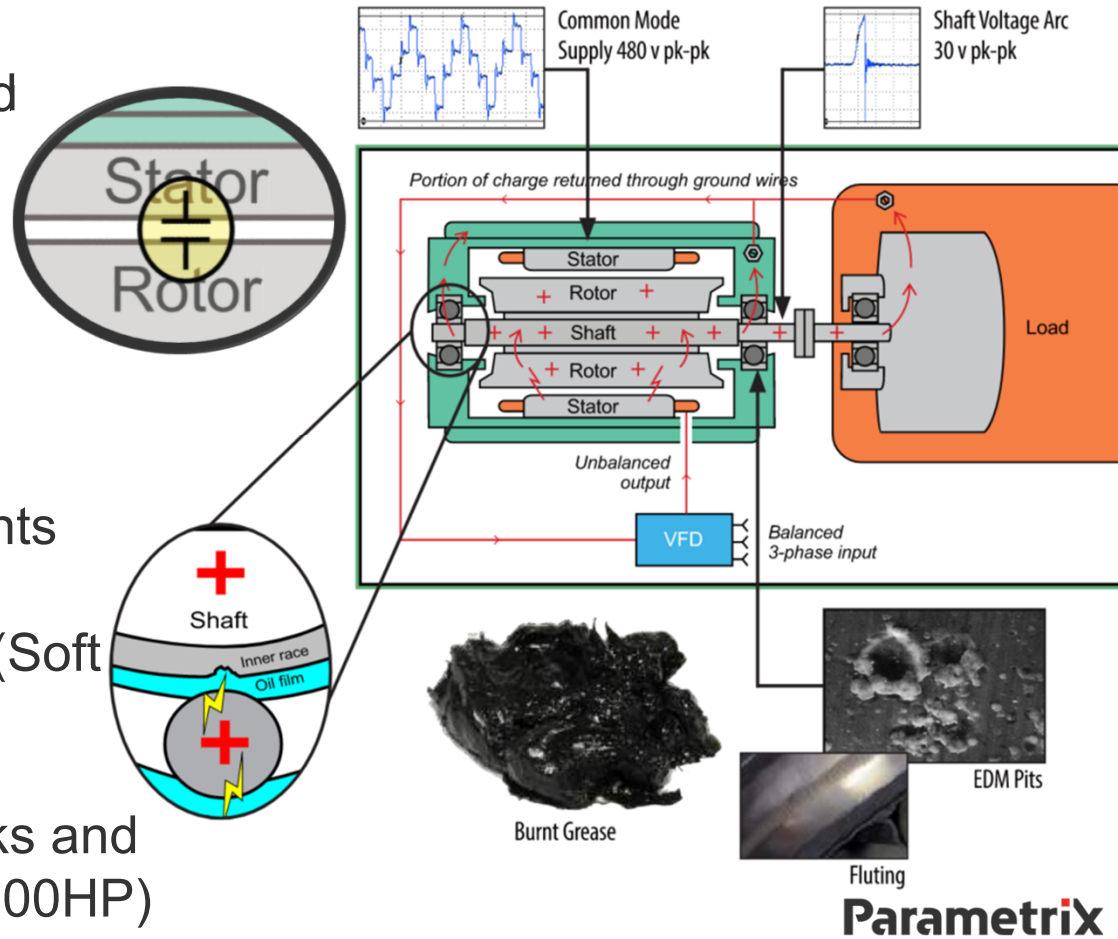 Common Mode
Supply 480 v pk-pk
Shaft Voltage Arc
30 v pk-pk
Stator
Rotor
Portion of charge returned through ground wires
Stator
Rotor
Shaft
Rotor
Stator
Load
Unbalanced
output
VFD
Balanced
3-phase input
Shaft
Inner race
Oil film
(Soft
ks and
00HP)
Burnt Grease
EDM Pits
Fluting
Parametrix